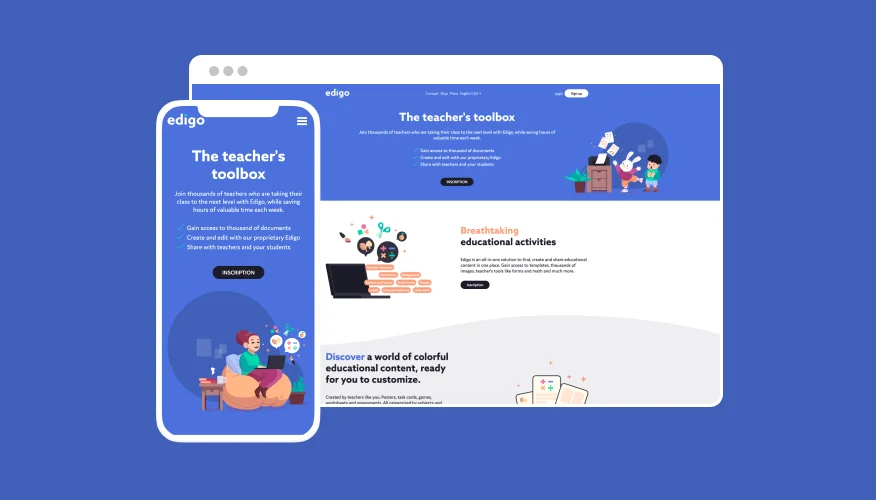 edigo
The teacher's
toolbox
Join thousands of teachers who are taking their
class to the next level with Edigo, while saving
hours of valuable time each week.
Gain access to thousand of documents
Create and edit with our proprietary Edigo
Share with teachers and your students
INSCRIPTION
edigo
Concept Shop Plans English (US)
Login Sign up
The teacher's toolbox
Join thousands of teachers who are taking their class to the next level with Edigo, while saving hours of
valuable time each week.
Gain access to thousand of documents
Create and edit with our proprietary Edigo
Share with teachers and your students
INSCRIPTION
Breathtaking
educational activities
Edigo is an all-in-one solution to find, create and share educational
content in one place. Gain access to templates, thousands of
images, teacher's tools like forms and math and much more.
Inscription
Discover a world of colorful
educational content, ready
for you to customize.
Created by teachers like you. Posters, task cards, games,
worksheets and assessments. All categorized by subjects and